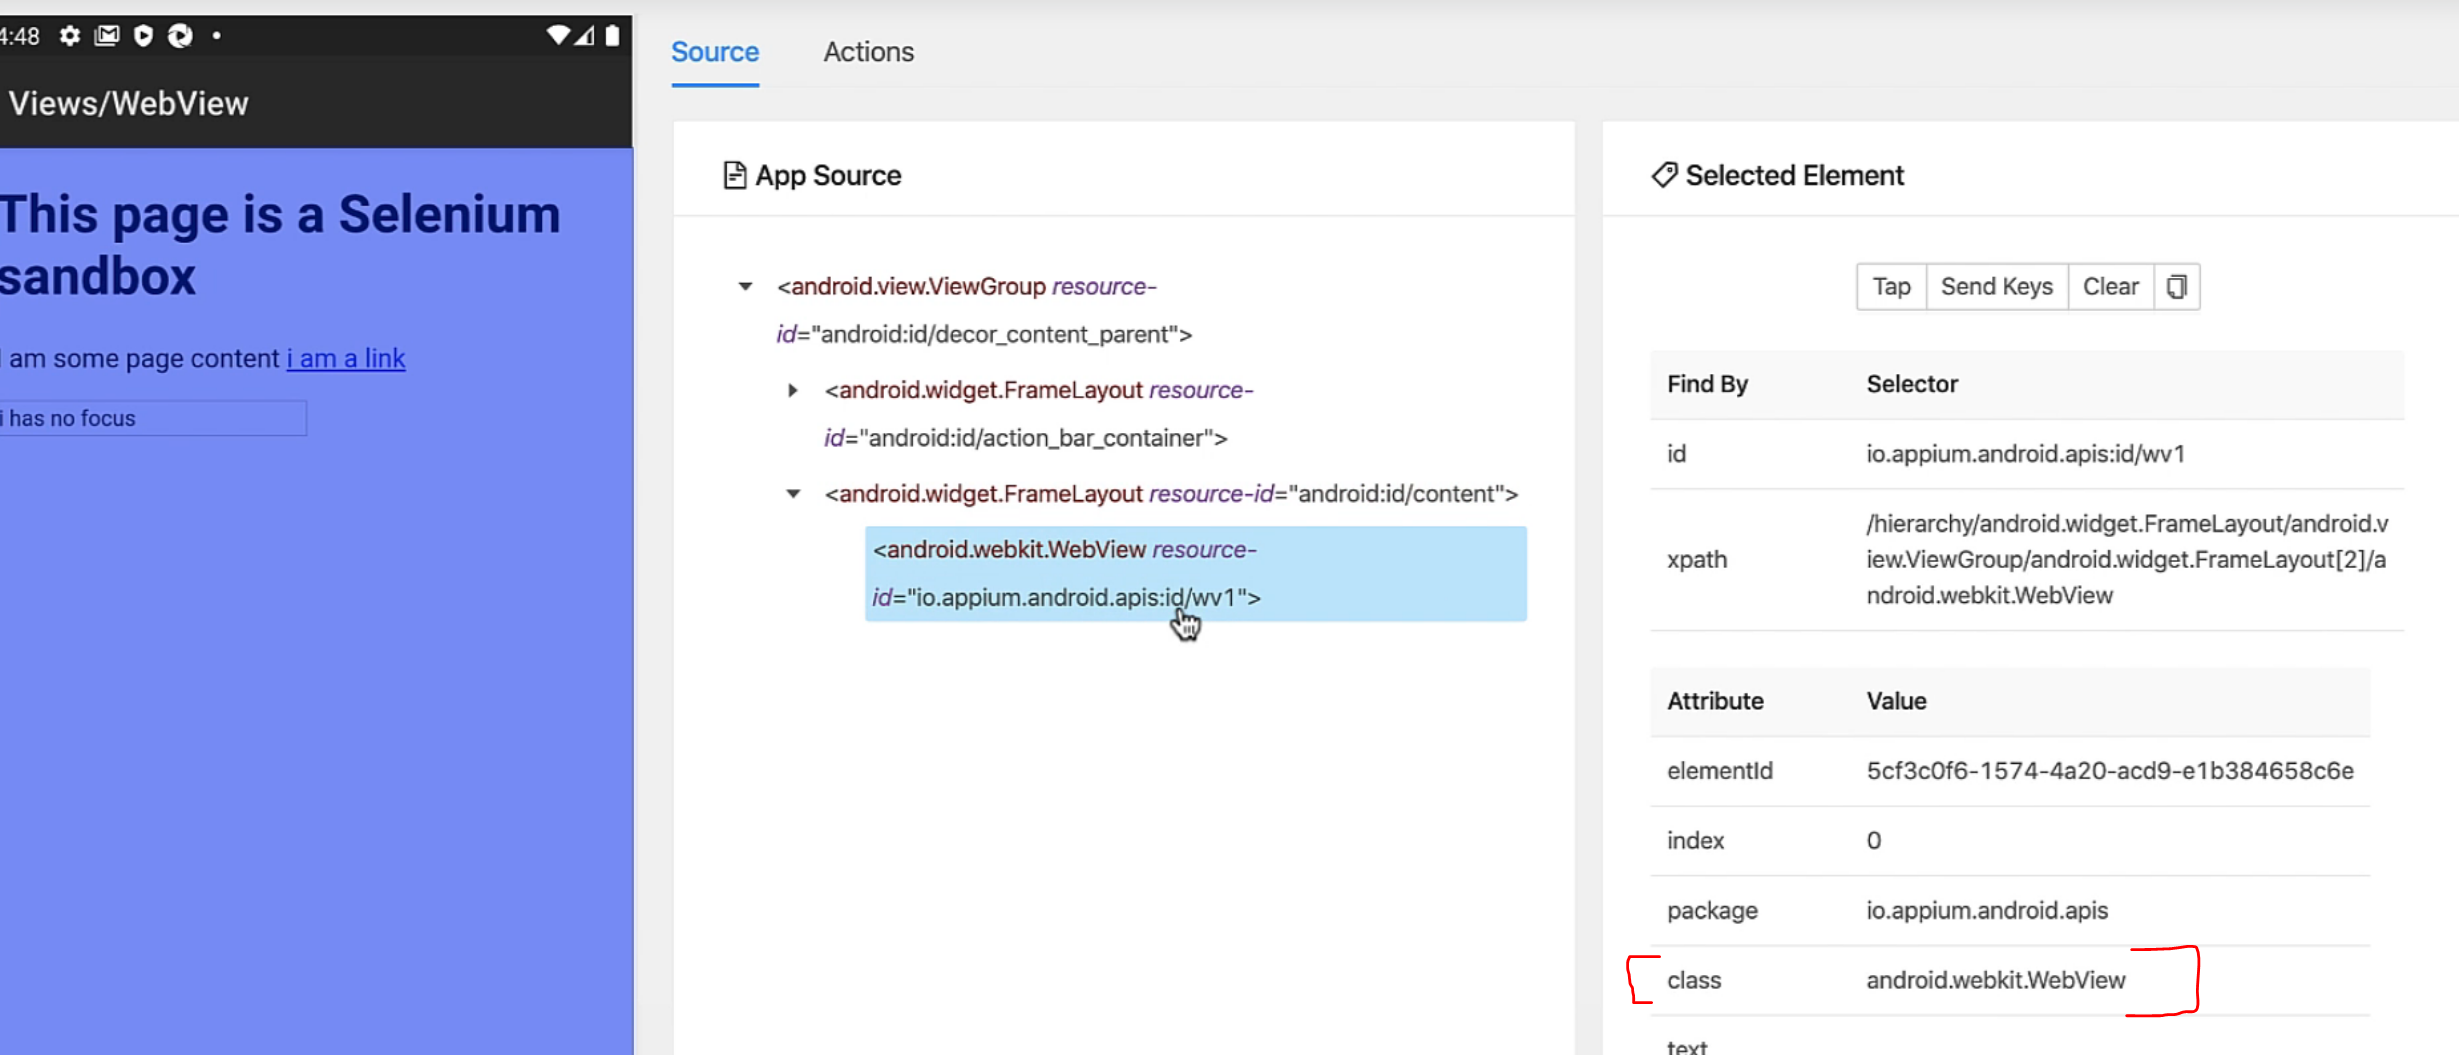 4:48
Views/WebView
This page is a Selenium
sandbox
I am some page content i am a link
i has no focus
Source
Actions
App Source
<android.view.ViewGroup resource-
id="android:id/decor_content_parent">
<android.widget.FrameLayout resource-
id="android:id/action_bar_container">
<android.widget.FrameLayout resource-id="android:id/content">
<android.webkit.WebView resource-
id="io.appium.android.apis:id/wv1">
Selected Element
Tap
Send Keys
Clear
Find By Selector
id io.appium.android.apis:id/wv1
xpath /hierarchy/android.widget.FrameLayout/android.v
iew.ViewGroup/android.widget.FrameLayout[2]/a
ndroid.webkit.WebView
Attribute Value
elementId 5cf3c0f6-1574-4a20-acd9-e1b384658c6e
index 0
package io.appium.android.apis
class android.webkit.WebView
text